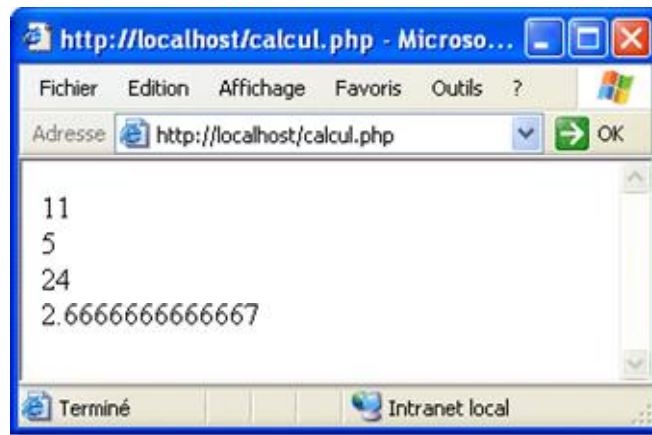 http://localhost/calcul.php - Microso...
Fichier Edition Affichage Favoris Outils ?
Adresse http://localhost/calcul.php OK
11
5
24
2.6666666666667
Terminé Intranet local